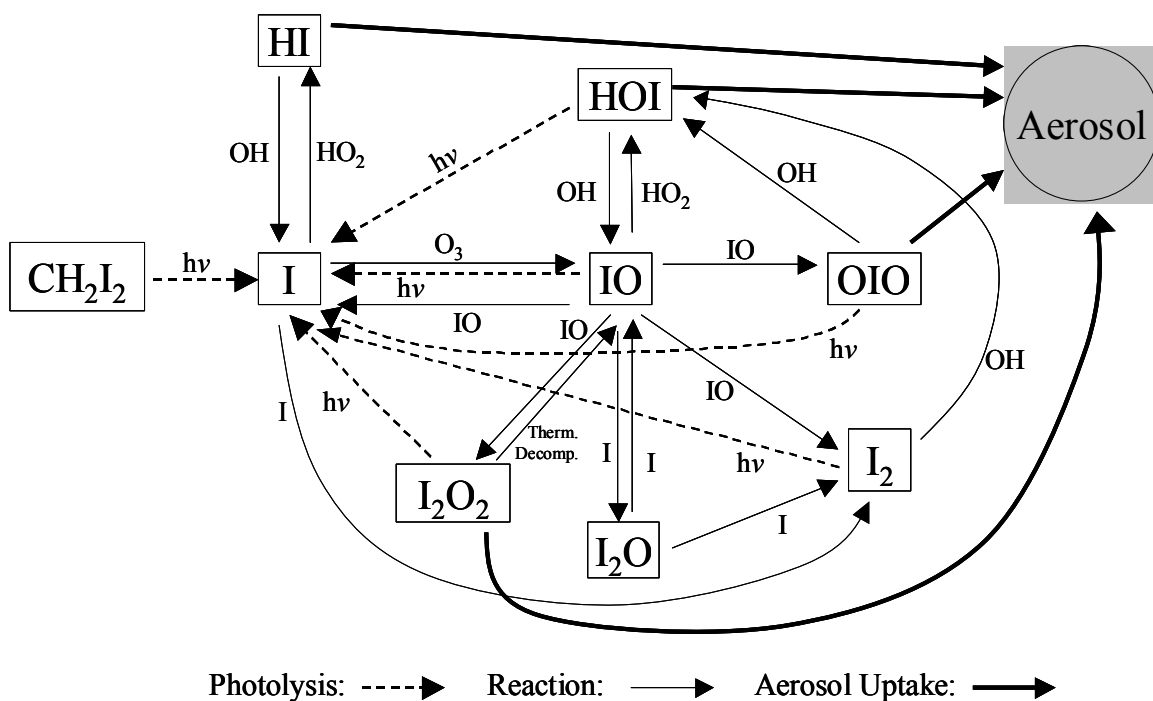 HI
HOI
Aerosol
OH
HO₂
hν
OH
HO₂
OH
CH₂I₂
hν
I
O₃
hν
IO
IO
IO
OIO
IO
hν
OH
I
hν
Therm.
Decomp.
I
I
IO
hν
I₂
I₂O₂
I₂O
I
Photolysis:
Reaction:
Aerosol Uptake: